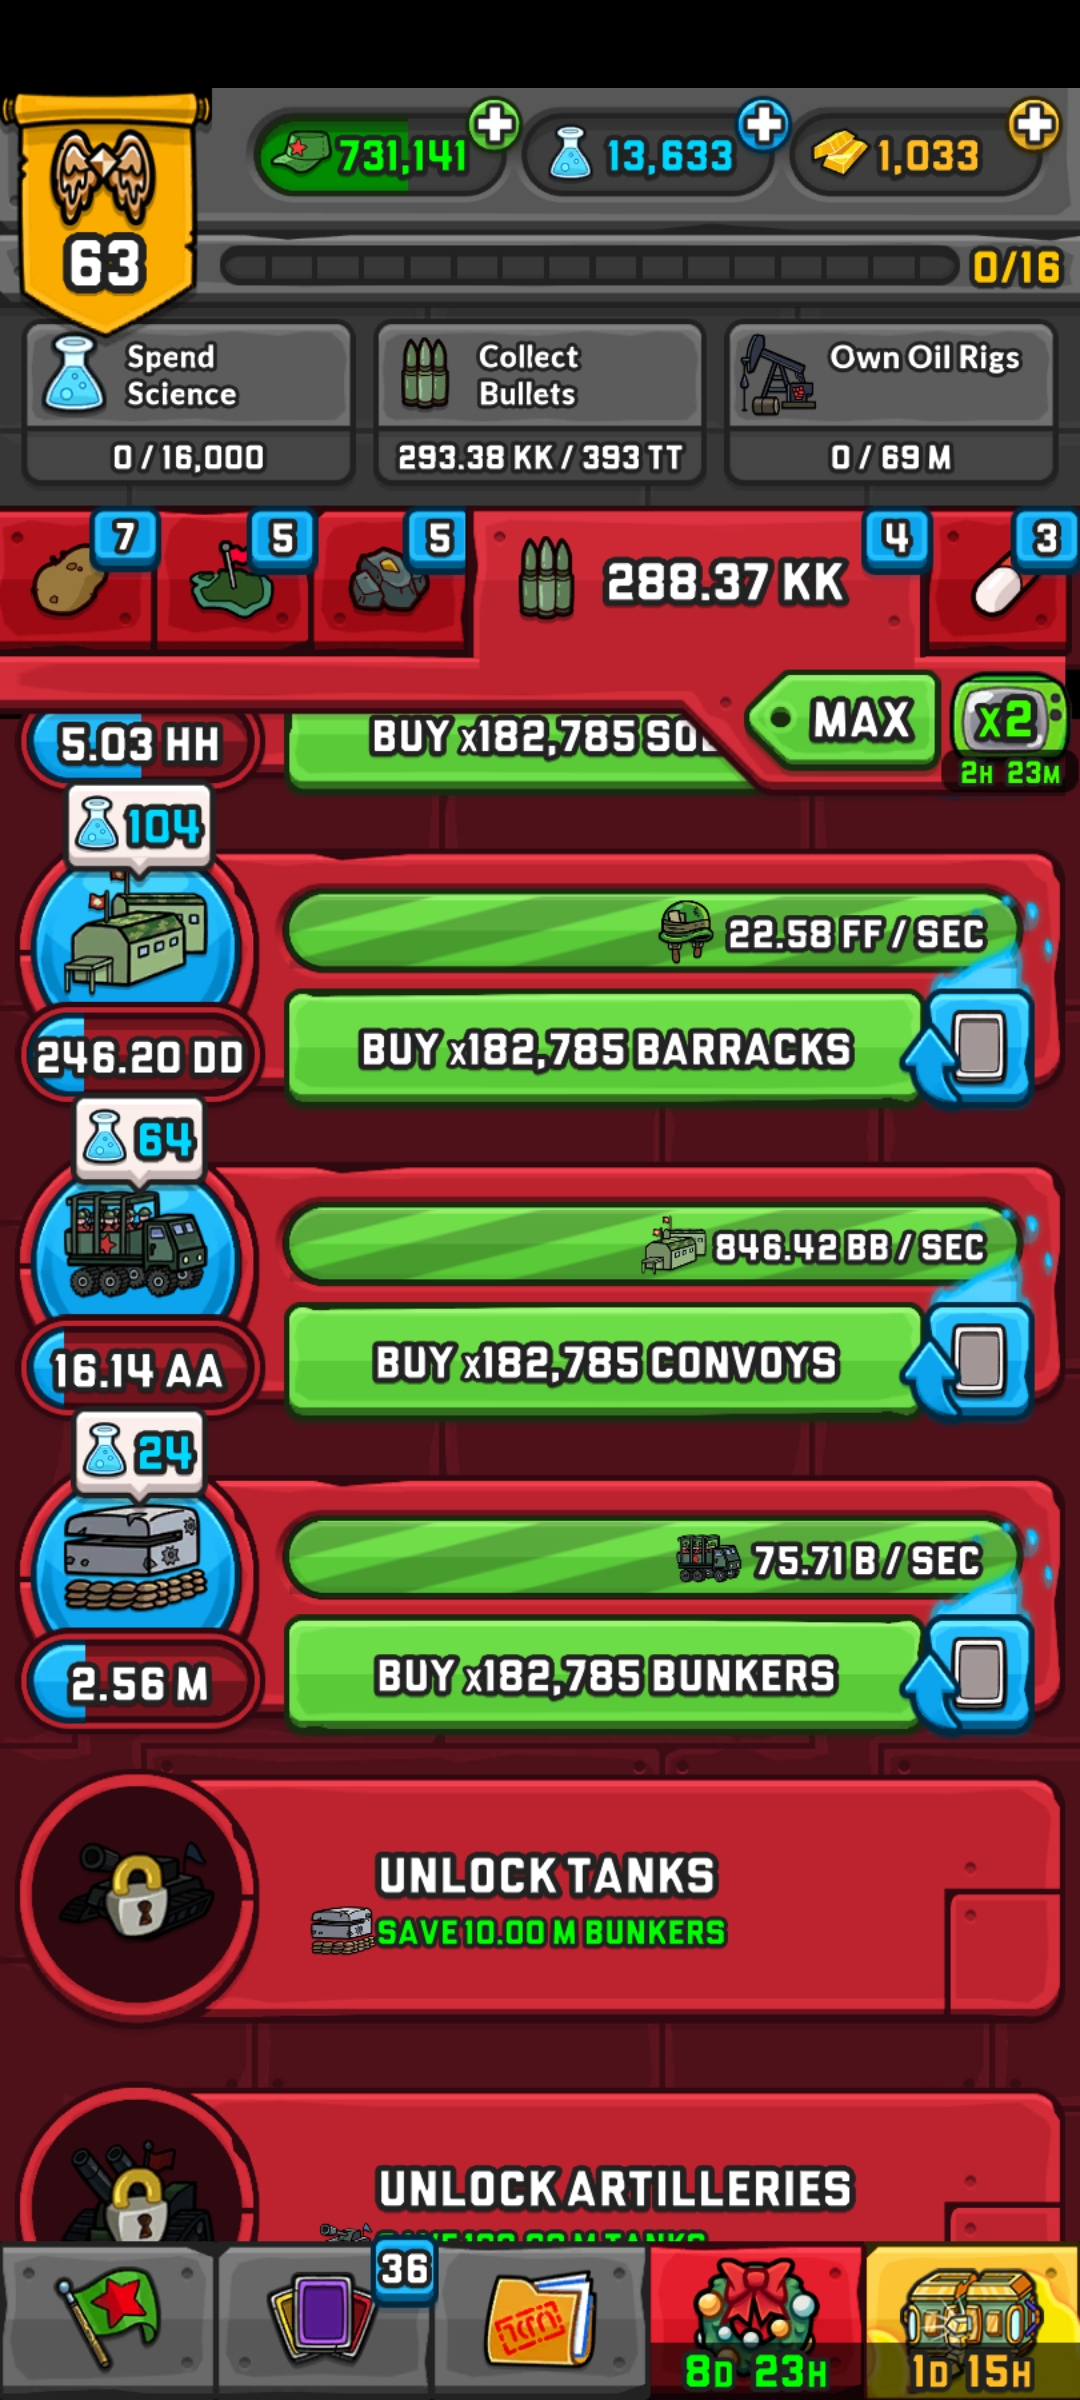 731,141
13,633
1,033
63
0/16
Spend
Science
0 / 16,000
Collect
Bullets
293.38 KK / 393 TT
Own Oil Rigs
0 / 69 M
7
5
5
288.37 KK
4
3
MAX
x2
2H 23M
5.03 HH
BUY x182,785
104
22.58 FF / SEC
246.20 DD
BUY x182,785 BARRACKS
64
846.42 BB / SEC
16.14 AA
BUY x182,785 CONVOYS
24
75.71 B / SEC
2.56 M
BUY x182,785 BUNKERS
UNLOCK TANKS
SAVE 10.00 M BUNKERS
UNLOCK ARTILLERIES
36
8D 23H
1D 15H